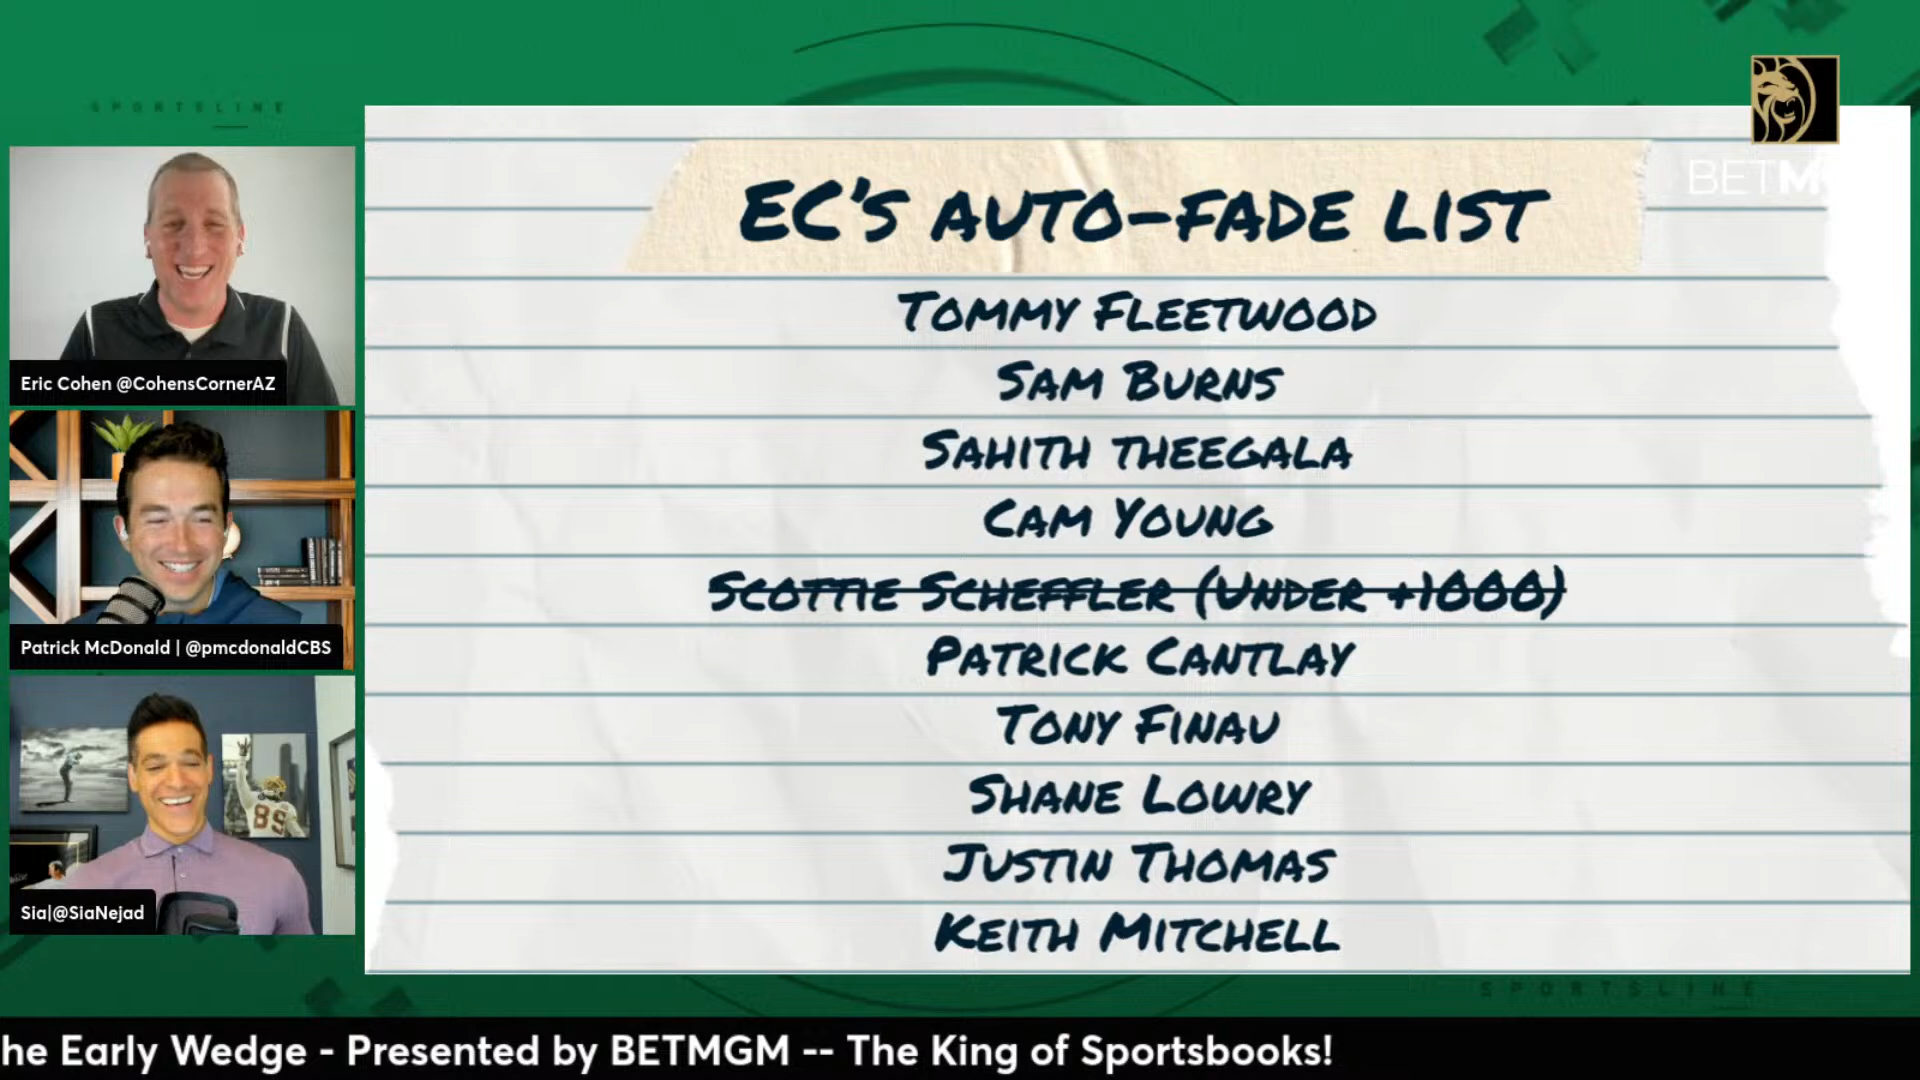 SPORTSLINE
BETM
EC'S AUTO-FADE LIST
TOMMY FLEETWOOD
SAM BURNS
SAHITH THEEGALA
CAM YOUNG
SCOTTIE SCHEFFLER (UNDER +1000)
PATRICK CANTLAY
TONY FINAU
SHANE LOWRY
JUSTIN THOMAS
KEITH MITCHELL
Eric Cohen @CohensCornerAZ
Patrick McDonald | @pmcdonaldCBS
89
Sia|@SiaNejad
SPORTSLINE
he Early Wedge - Presented by BETMGM -- The King of Sportsbooks!